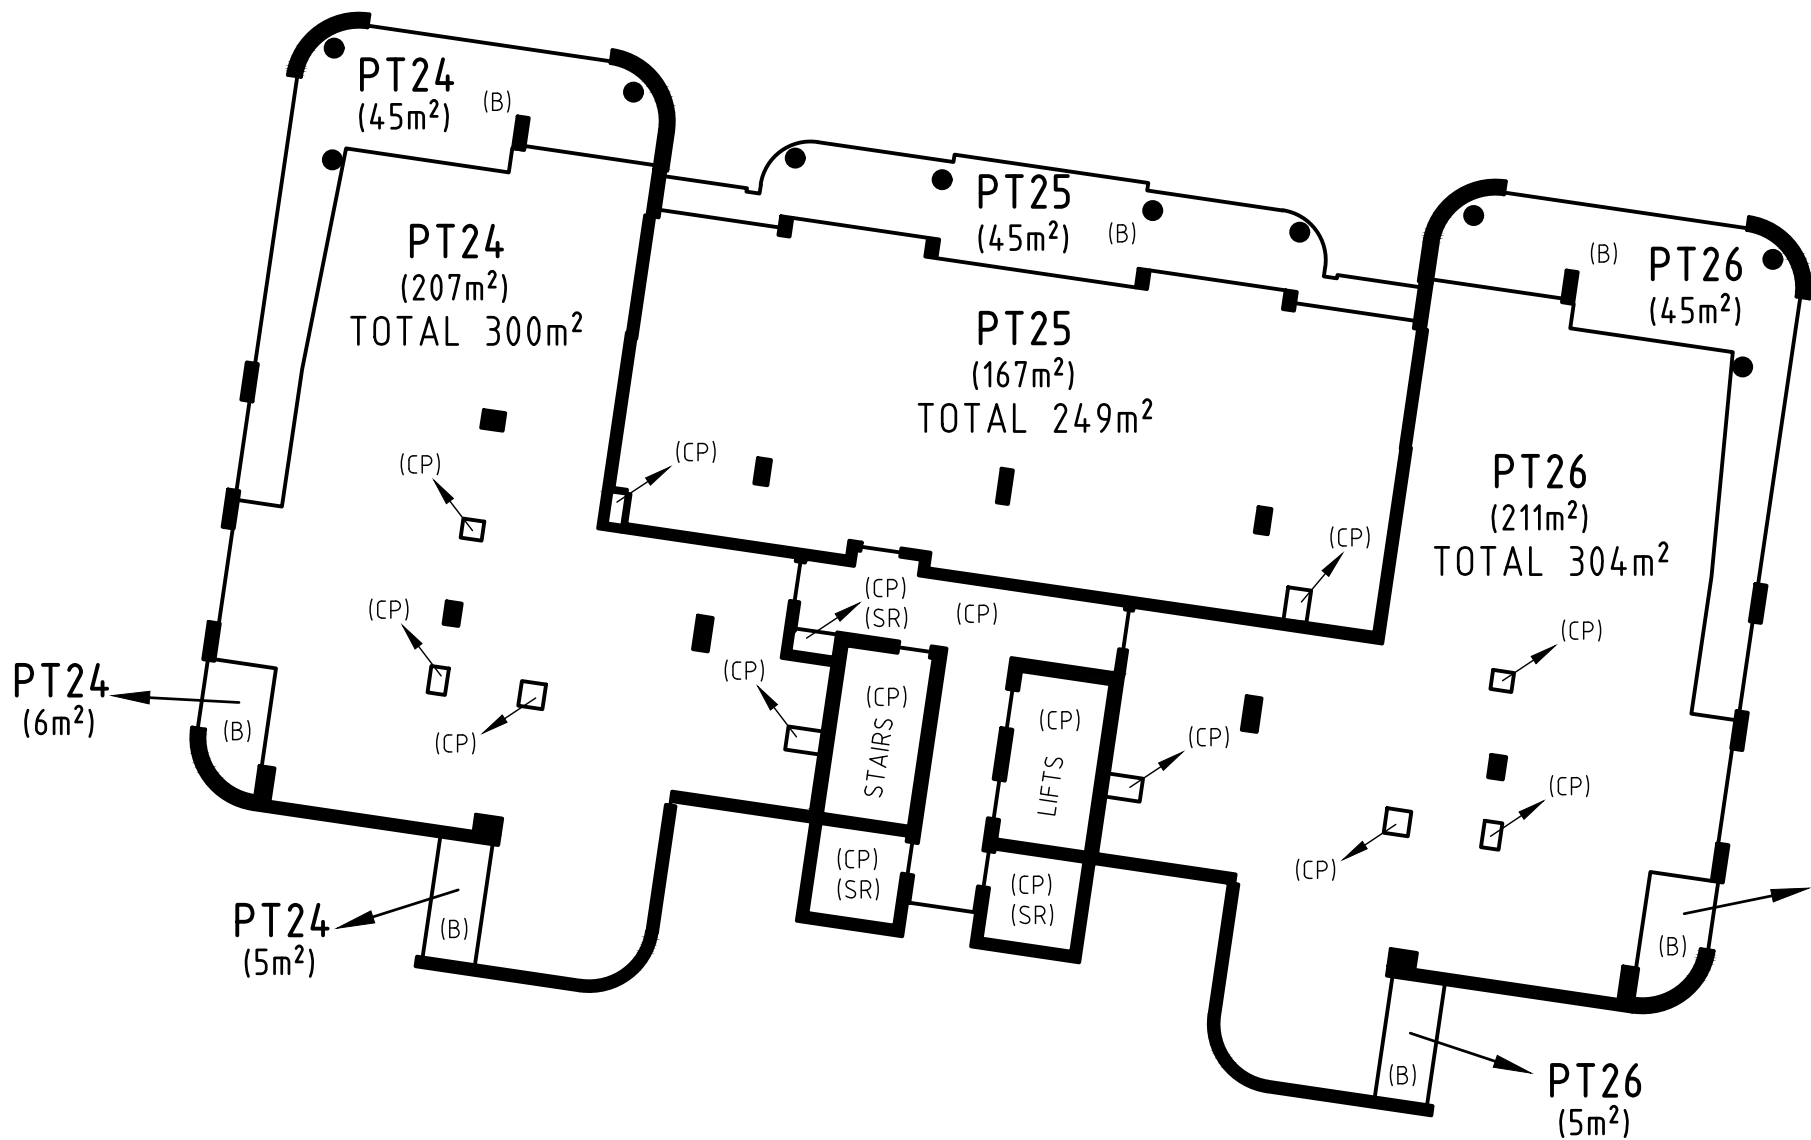 PT24
(45m²)
(B)
PT24
(207m²)
TOTAL 300m²
PT25
(45m²)
(B)
PT25
(167m²)
TOTAL 249m²
(B)
PT26
(45m²)
PT26
(211m²)
TOTAL 304m²
(CP)
(CP)
(CP)
(CP)
(CP)
(CP)
(SR)
(CP)
(CP)
(CP)
STAIRS
(CP)
LIFTS
(CP)
(CP)
(CP)
(CP)
(CP)
(CP)
(SR)
(CP)
(SR)
PT24
(6m²)
(B)
PT24
(5m²)
(B)
(B)
(B)
PT26
(5m²)